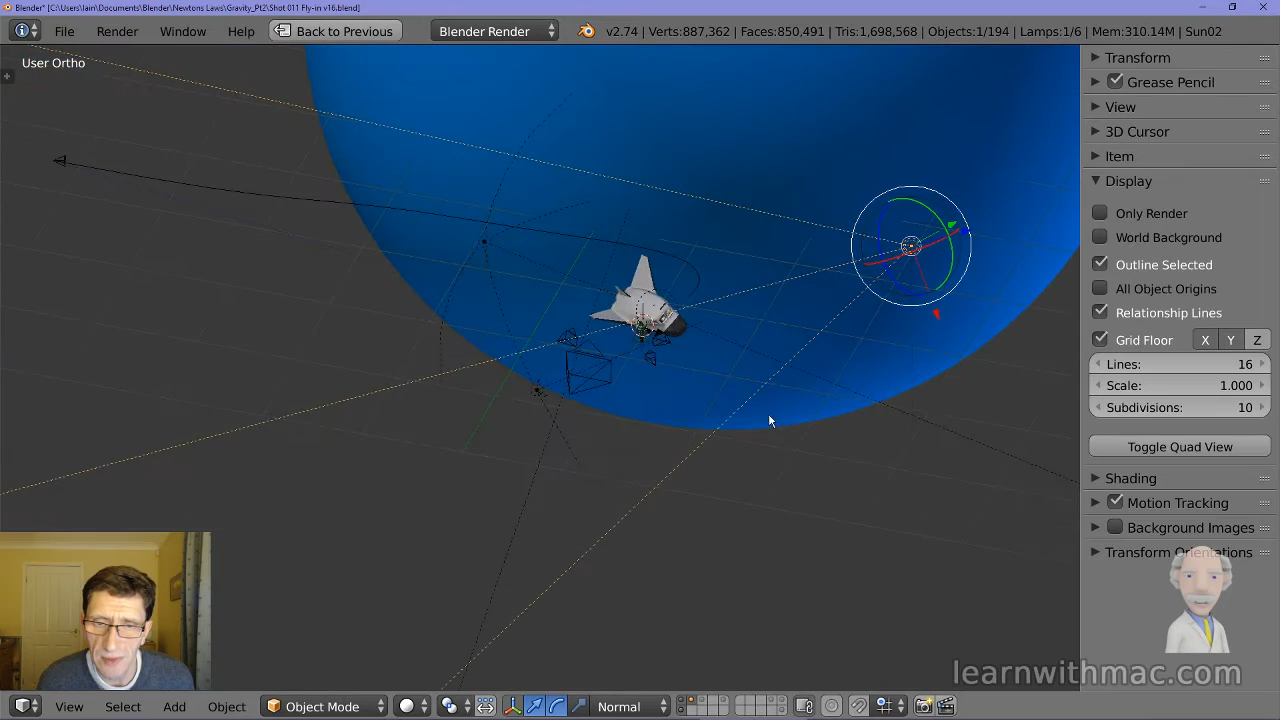 Blender* [C:\Users\Iain\Documents\Blender\Newtons Laws\Gravity_Pt2\Shot 011 Fly-in v16.blend]
File Render Window Help Back to Previous Blender Render v2.74 | Verts:887,362 | Faces:850,491 | Tris:1,698,568 | Objects:1/194 | Lamps:1/6 | Mem:310.14M | Sun02
User Ortho
Transform
Grease Pencil
View
3D Cursor
Item
Display
Only Render
World Background
Outline Selected
All Object Origins
Relationship Lines
Grid Floor X Y Z
Lines: 16
Scale: 1.000
Subdivisions: 10
Toggle Quad View
Shading
Motion Tracking
Background Images
Transform Orientations
learnwithmac.com
View Select Add Object Object Mode Normal